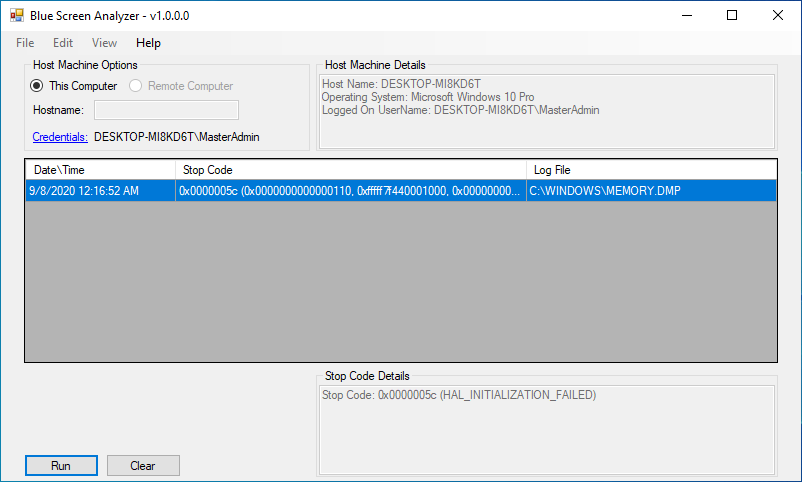 Blue Screen Analyzer - v1.0.0.0
File Edit View Help
Host Machine Options
This Computer Remote Computer
Hostname:
Credentials: DESKTOP-MI8KD6T\MasterAdmin
Host Machine Details
Host Name: DESKTOP-MI8KD6T
Operating System: Microsoft Windows 10 Pro
Logged On UserName: DESKTOP-MI8KD6T\MasterAdmin
Date\Time Stop Code Log File
9/8/2020 12:16:52 AM 0x0000005c (0x0000000000000110, 0xfffff7f440001000, 0x00000000... C:\WINDOWS\MEMORY.DMP
Stop Code Details
Stop Code: 0x0000005c (HAL_INITIALIZATION_FAILED)
Run Clear